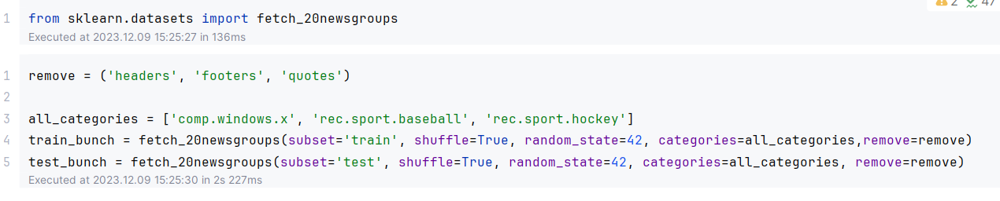 2 47
1 from sklearn.datasets import fetch_20newsgroups
Executed at 2023.12.09 15:25:27 in 136ms
1 remove = ('headers', 'footers', 'quotes')
2
3 all_categories = ['comp.windows.x', 'rec.sport.baseball', 'rec.sport.hockey']
4 train_bunch = fetch_20newsgroups(subset='train', shuffle=True, random_state=42, categories=all_categories,remove=remove)
5 test_bunch = fetch_20newsgroups(subset='test', shuffle=True, random_state=42, categories=all_categories, remove=remove)
Executed at 2023.12.09 15:25:30 in 2s 227ms